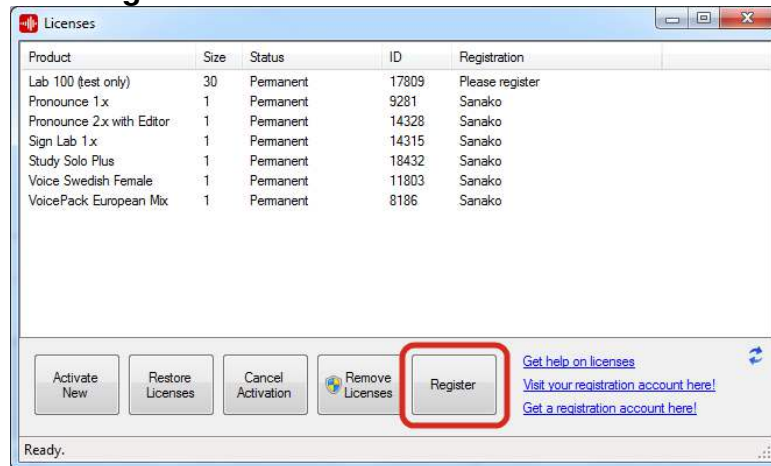 Licenses
Product Size Status ID Registration
Lab 100 (test only) 30 Permanent 17809 Please register
Pronounce 1.x 1 Permanent 9281 Sanako
Pronounce 2.x with Editor 1 Permanent 14328 Sanako
Sign Lab 1.x 1 Permanent 14315 Sanako
Study Solo Plus 1 Permanent 18432 Sanako
Voice Swedish Female 1 Permanent 11803 Sanako
VoicePack European Mix 1 Permanent 8186 Sanako
Activate New
Restore Licenses
Cancel Activation
Remove Licenses
Register
Get help on licenses
Visit your registration account here!
Get a registration account here!
Ready.